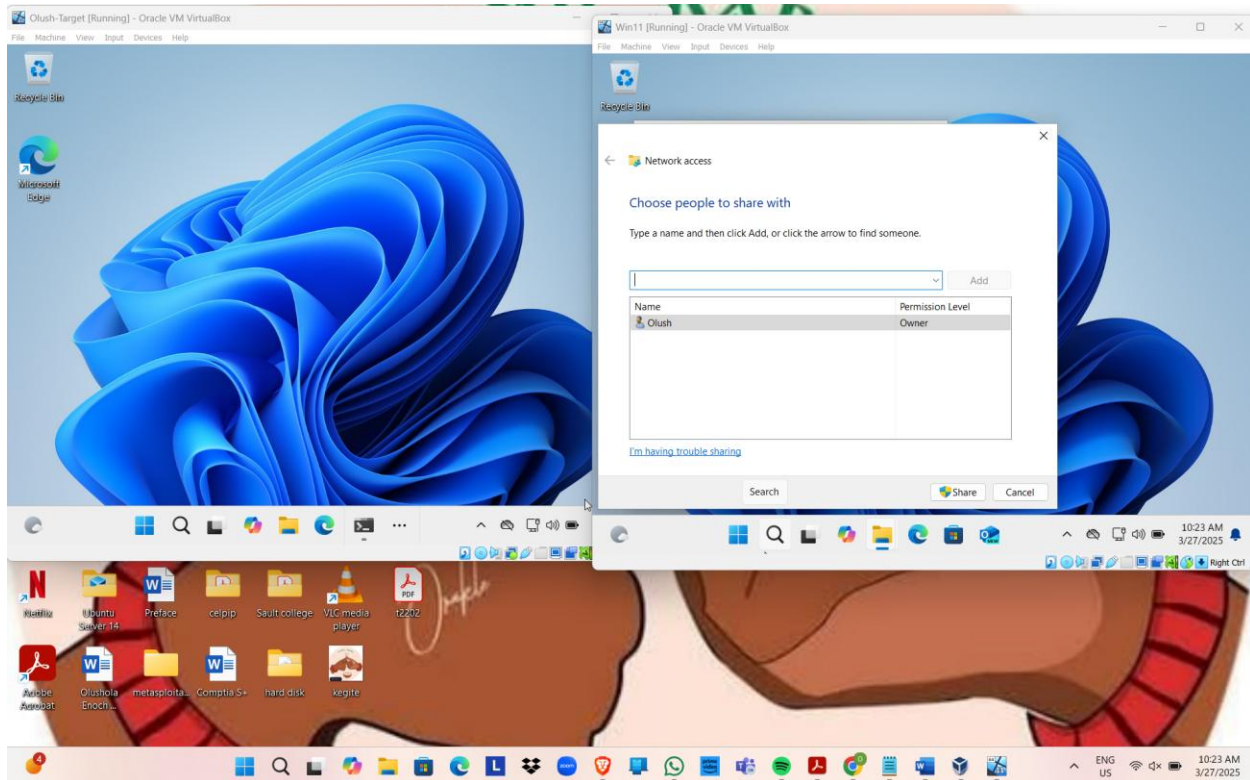 Olush-Target [Running] - Oracle VM VirtualBox
File Machine View Input Devices Help
Recycle Bin
Microsoft
Edge
Win11 [Running] - Oracle VM VirtualBox
File Machine View Input Devices Help
Recycle Bin
Network access
Choose people to share with
Type a name and then click Add, or click the arrow to find someone.
Add
Name Permission Level
Olush Owner
I'm having trouble sharing
Search
Share Cancel
10:23 AM
3/27/2025
Right Ctrl
Netflix
Ubuntu
Server 14
Preface
celpip
Sault college
VLC media
player
PDF
t2202
Adobe
Acrobat
Olushola
Enoch ...
metasploita...
Comptia S+
hard disk
kegite
4
zoom
ENG
US
10:23 AM
3/27/2025